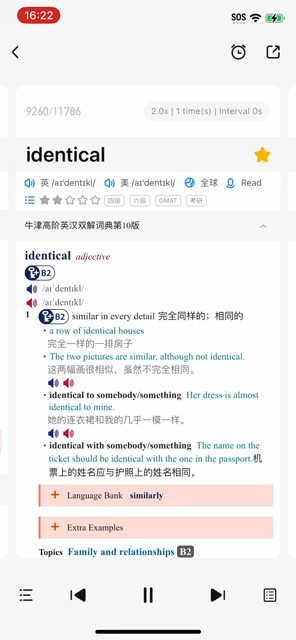 16:22
SOS
9260/11786
2.0x | 1 time(s) | Interval 0s
identical
英 /aɪ'dentɪkl/ 美 /aɪ'dentɪkl/ 全球 Read
四级 六级 GMAT 考研
牛津高阶英汉双解词典第10版
identical adjective
B2
/aɪˈdentɪkl/
/aɪˈdentɪkl/
1 B2 similar in every detail 完全同样的；相同的
• a row of identical houses
完全一样的一排房子
• The two pictures are similar, although not identical.
这两幅画很相似，虽然不完全相同。
• identical to somebody/something Her dress is almost
identical to mine.
她的连衣裙和我的几乎一模一样。
• identical with somebody/something The name on the
ticket should be identical with the one in the passport.机
票上的姓名应与护照上的姓名相同。
+ Language Bank similarly
+ Extra Examples
Topics Family and relationships B2